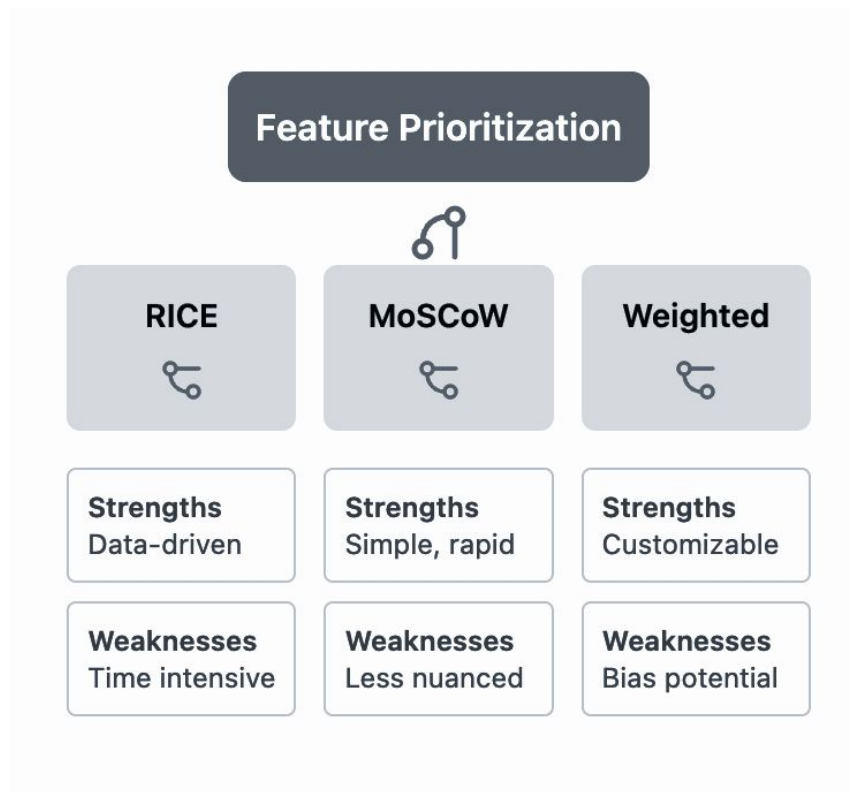 Feature Prioritization
RICE
MoSCoW
Weighted
Strengths
Data-driven
Strengths
Simple, rapid
Strengths
Customizable
Weaknesses
Time intensive
Weaknesses
Less nuanced
Weaknesses
Bias potential